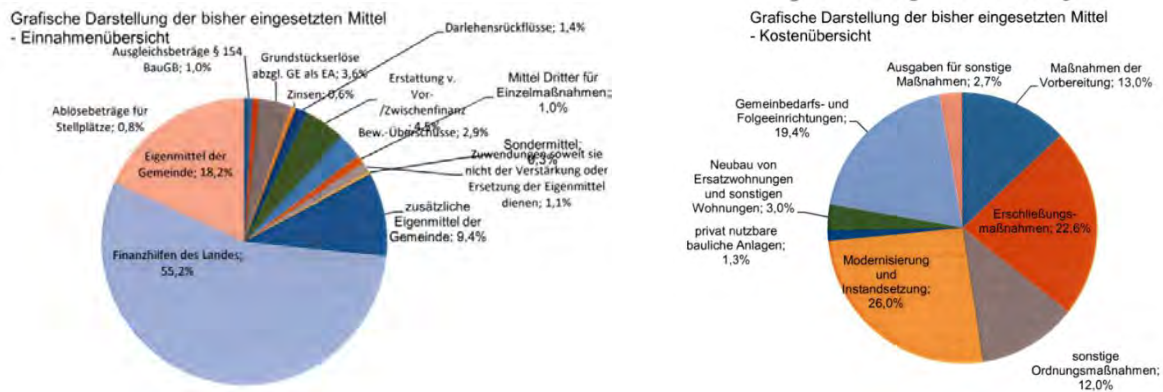 Grafische Darstellung der bisher eingesetzten Mittel
- Einnahmenübersicht
Darlehensrückflüsse; 1,4%
Ausgleichsbeträge § 154
BauGB; 1,0%
Grundstückserlöse
abzgl. GE als EA; 3,6%
Zinsen; 0,6%
Erstattung v.
Vor-
/Zwischenfinanz
; 4,5%
Mittel Dritter für
Einzelmaßnahmen;
1,0%
Ablösebeträge für
Stellplätze; 0,8%
Bew.-Überschüsse; 2,9%
Sondermittel;
0,3%
Zuwendungen soweit sie
nicht der Verstärkung oder
Ersetzung der Eigenmittel
dienen; 1,1%
Eigenmittel der
Gemeinde; 18,2%
zusätzliche
Eigenmittel der
Gemeinde; 9,4%
Finanzhilfen des Landes;
55,2%
Grafische Darstellung der bisher eingesetzten Mittel
- Kostenübersicht
Ausgaben für sonstige
Maßnahmen; 2,7%
Maßnahmen der
Vorbereitung; 13,0%
Gemeinbedarfs- und
Folgeeinrichtungen;
19,4%
Neubau von
Ersatzwohnungen
und sonstigen
Wohnungen; 3,0%
Erschließungs-
maßnahmen; 22,6%
privat nutzbare
bauliche Anlagen;
1,3%
Modernisierung
und
Instandsetzung;
26,0%
sonstige
Ordnungsmaßnahmen;
12,0%